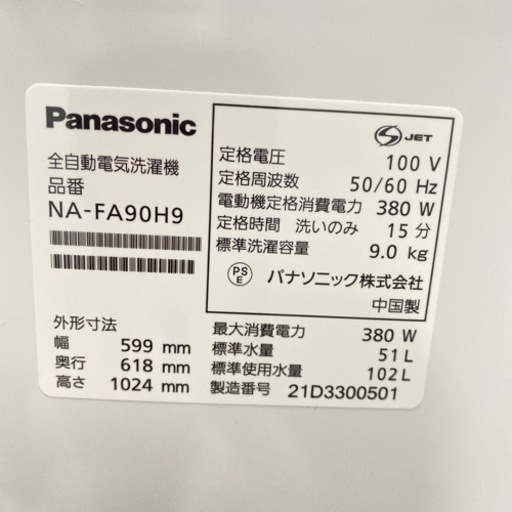 Panasonic
全自動電気洗濯機
品番
NA-FA90H9
外形寸法
幅 599 mm
奥行 618 mm
高さ 1024 mm
S JET
定格電圧 100 V
定格周波数 50/60 Hz
電動機定格消費電力 380 W
定格時間 洗いのみ 15 分
標準洗濯容量 9.0 kg
PSE パナソニック株式会社
中国製
最大消費電力 380 W
標準水量 51 L
標準使用水量 102 L
製造番号 21D3300501